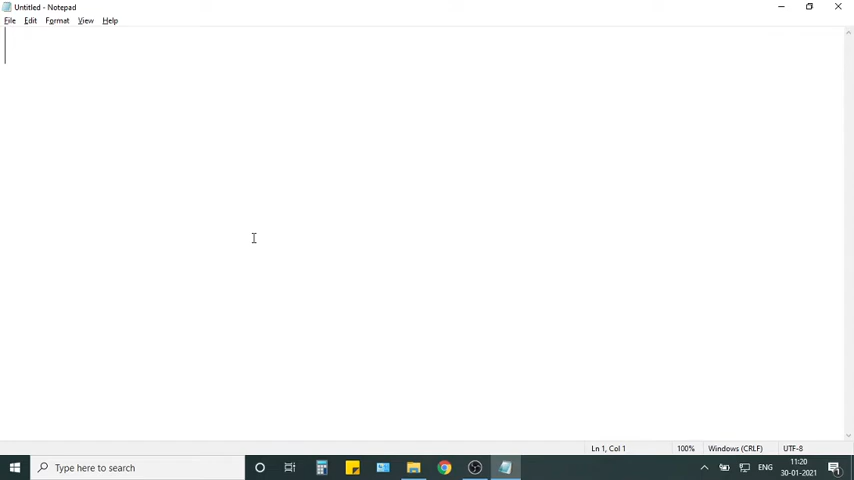 Untitled - Notepad
File Edit Format View Help
Ln 1, Col 1 100% Windows (CRLF) UTF-8
Type here to search ENG 11:20
30-01-2021
1